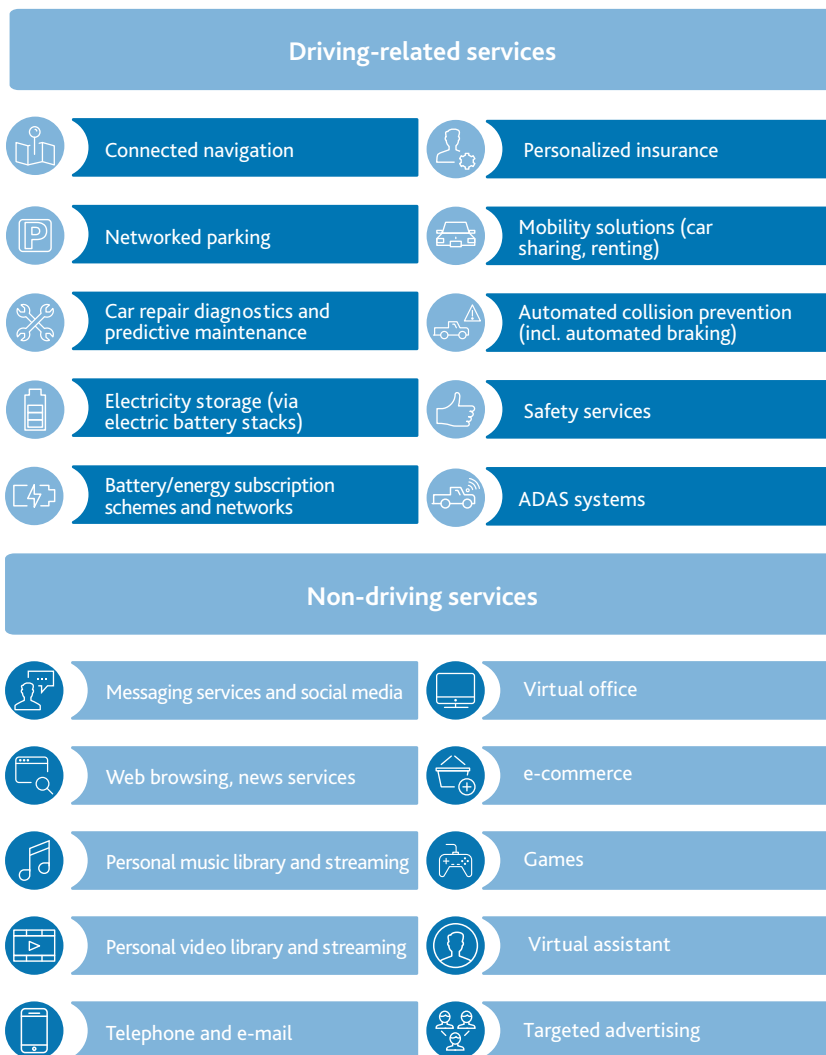 Driving-related services
Connected navigation
Personalized insurance
P
Networked parking
Mobility solutions (car
sharing, renting)
Car repair diagnostics and
predictive maintenance
Automated collision prevention
(incl. automated braking)
Electricity storage (via
electric battery stacks)
Safety services
Battery/energy subscription
schemes and networks
ADAS systems
Non-driving services
Messaging services and social media
Virtual office
Web browsing, news services
e-commerce
Personal music library and streaming
Games
Personal video library and streaming
Virtual assistant
Telephone and e-mail
Targeted advertising